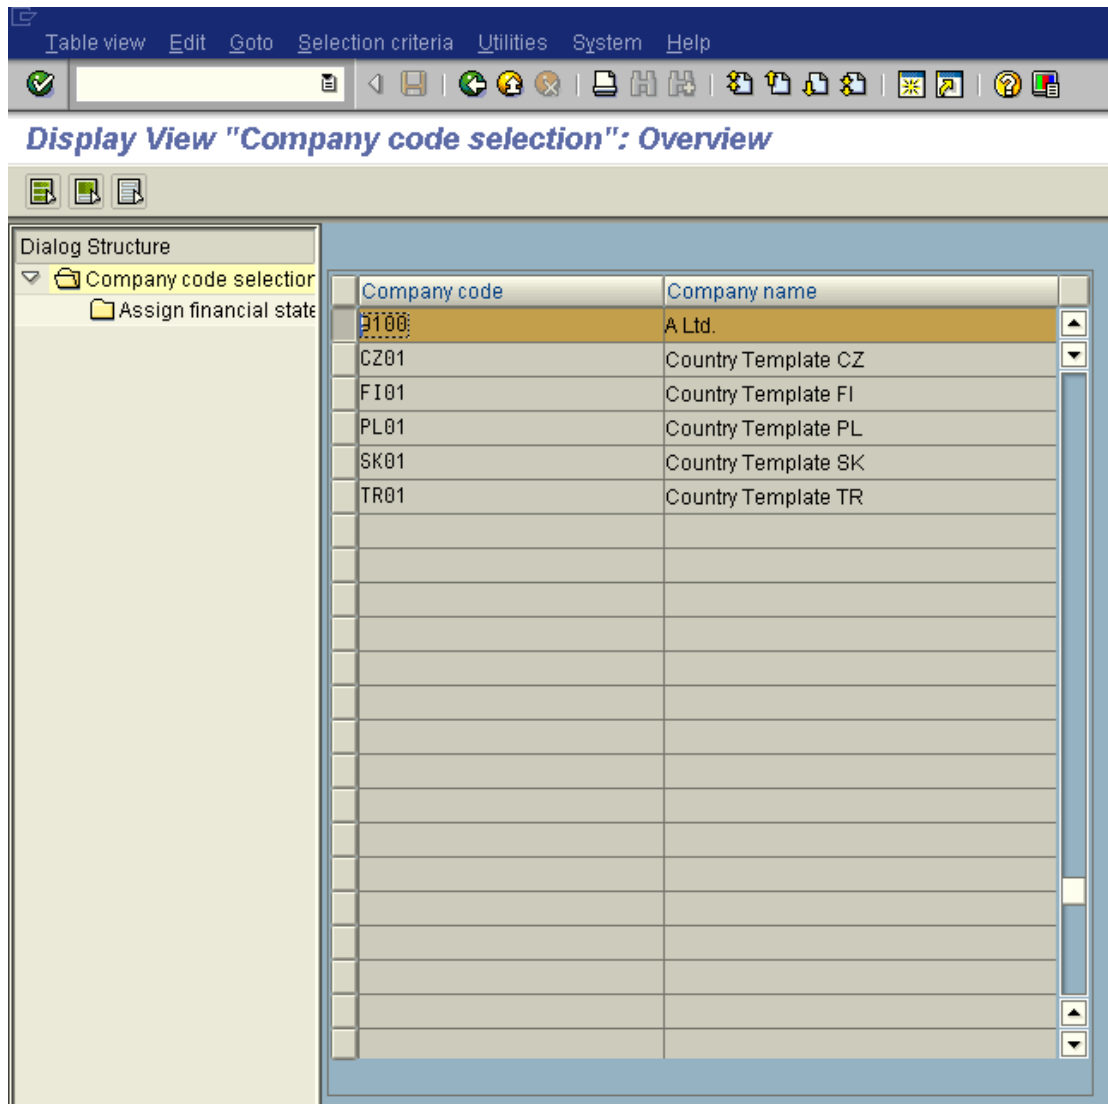 Table view Edit Goto Selection criteria Utilities System Help
Display View "Company code selection": Overview
Dialog Structure
Company code selection
Assign financial state
Company code Company name
9100 A Ltd.
CZ01 Country Template CZ
FI01 Country Template FI
PL01 Country Template PL
SK01 Country Template SK
TR01 Country Template TR